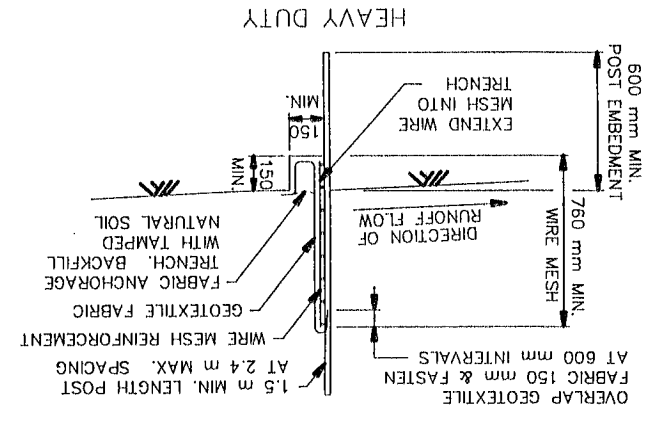 OVERLAP GEOTEXTILE
FABRIC 150 mm & FASTEN
AT 600 mm INTERVALS
1.5 m MIN. LENGTH POST
AT 2.4 m MAX. SPACING
WIRE MESH REINFORCEMENT
GEOTEXTILE FABRIC
FABRIC ANCHORAGE
TRENCH. BACKFILL
WITH TAMPED
NATURAL SOIL
760 mm MIN.
WIRE MESH
DIRECTION OF
RUNOFF FLOW
150
MIN.
600 mm MIN.
POST EMBEDMENT
EXTEND WIRE
MESH INTO
TRENCH
150
MIN.
HEAVY DUTY